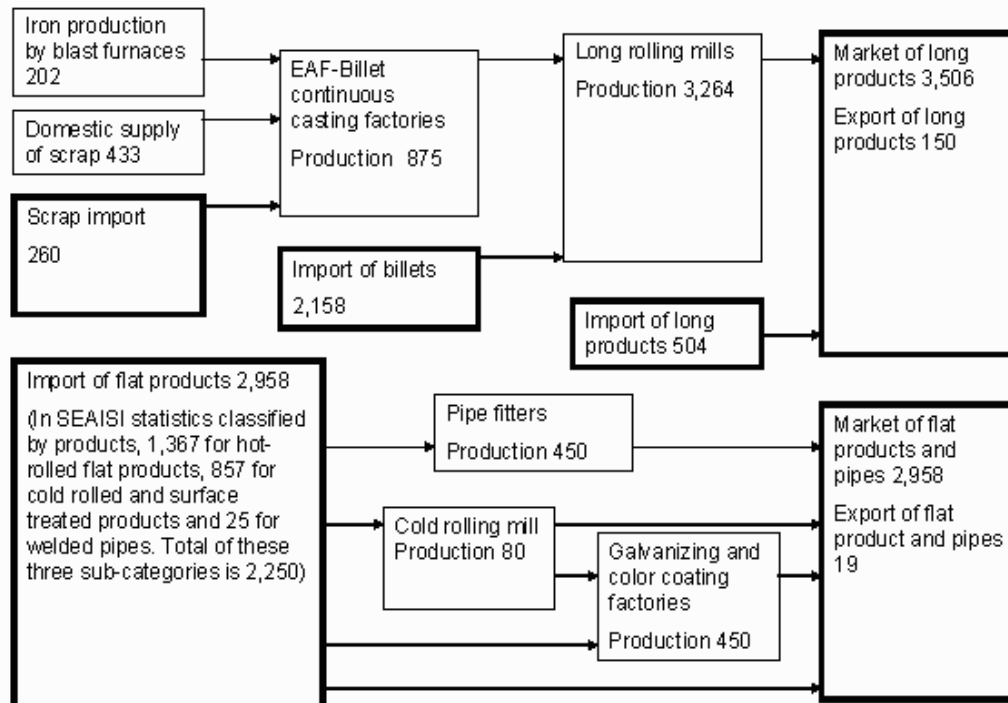 Iron production
by blast furnaces
202
Domestic supply
of scrap 433
Scrap import
260
EAF-Billet
continuous
casting factories
Production 875
Import of billets
2,158
Long rolling mills
Production 3,264
Import of long
products 504
Market of long
products 3,506
Export of long
products 150
Import of flat products 2,958
(In SEAISI statistics classified
by products, 1,367 for hot-
rolled flat products, 857 for
cold rolled and surface
treated products and 25 for
welded pipes. Total of these
three sub-categories is 2,250)
Pipe fitters
Production 450
Cold rolling mill
Production 80
Galvanizing and
color coating
factories
Production 450
Market of flat
products and
pipes 2,958
Export of flat
product and pipes
19